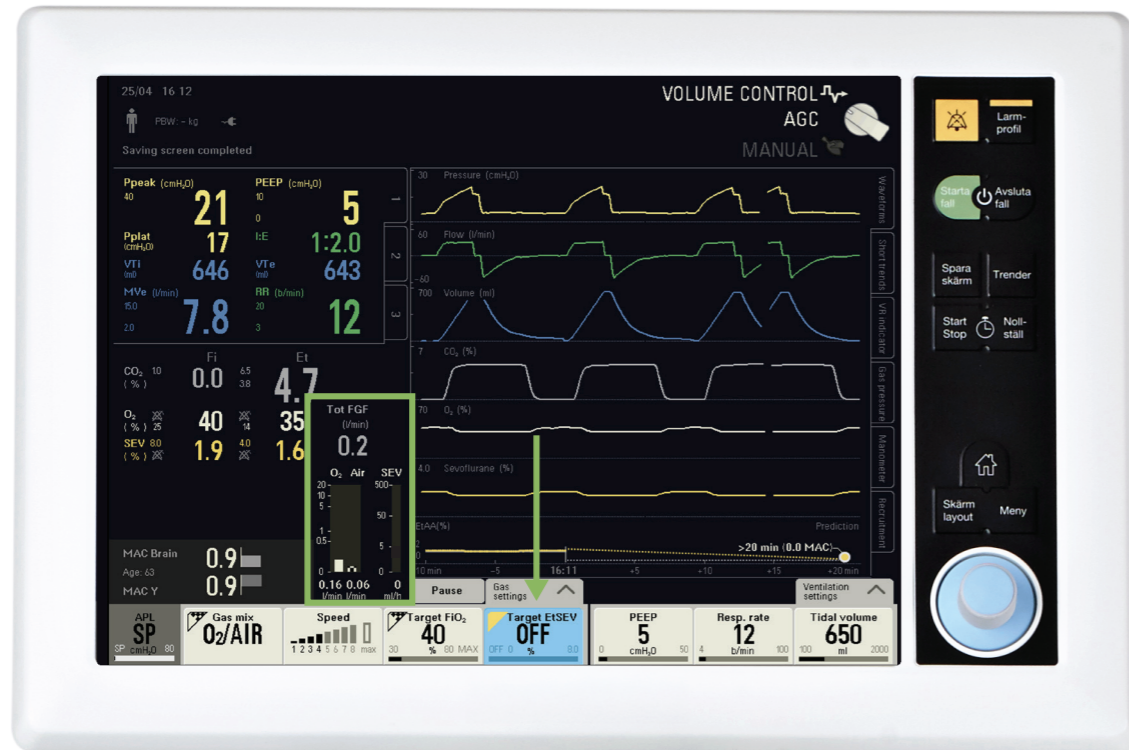 25/04 16 12
PBW: - kg
Saving screen completed
VOLUME CONTROL
AGC
MANUAL
Ppeak (cmH₂O)
40
21
PEEP (cmH₂O)
10
0
5
Pplat
(cmH₂O)
17
I:E
1:2.0
VTi
(ml)
646
VTe
(ml)
643
MVe (l/min)
15.0
2.0
7.8
RR (b/min)
20
3
12
1
2
3
Fi
Et
CO₂ 10
(%)
0.0
6.5
3.8
4.7
O₂
(%) 25
40
14
35
SEV 8.0
(%)
1.9
4.0
1.6
Tot FGF
(l/min)
0.2
O₂ Air SEV
20
10
5
1
0.5
0
500
50
5
0
0.16 0.06 0
l/min l/min ml/h
MAC Brain
0.9
Age: 63
MAC Y
0.9
30 Pressure (cmH₂O)
60 Flow (l/min)
-60
700 Volume (ml)
7 CO₂ (%)
70 O₂ (%)
4.0 Sevoflurane (%)
EtAA(%)
Prediction
2
0
>20 min (0.0 MAC)
-10 min -5 16:11 +5 +10 +15 +20 min
Waveforms
Short trends
VR indicator
Gas pressure
Manometer
Recruitment
Pause
Gas
settings
Ventilation
settings
APL
SP
SP cmH₂O 80
Gas mix
O₂/AIR
Speed
1 2 3 4 5 6 7 8 max
Target FiO₂
40
30 % 80 MAX
Target EtSEV
OFF
OFF 0 % 8.0
PEEP
5
0 cmH₂O 50
Resp. rate
12
4 b/min 100
Tidal volume
650
100 ml 2000
Larm-
profil
Starta
fall
Avsluta
fall
Spara
skärm
Trender
Start
Stop
Noll-
ställ
Skärm
layout
Meny